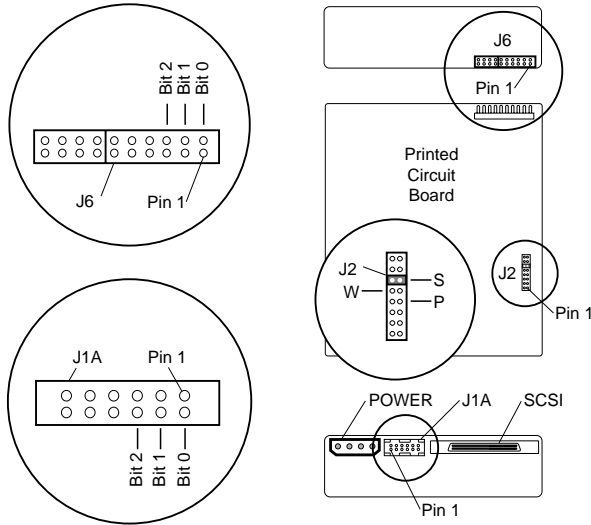 Bit 2
Bit 1
Bit 0
J6
Pin 1
J6
Pin 1
Printed
Circuit
Board
J2
S
W
P
J2
Pin 1
J1A
Pin 1
Bit 2
Bit 1
Bit 0
POWER
J1A
SCSI
Pin 1